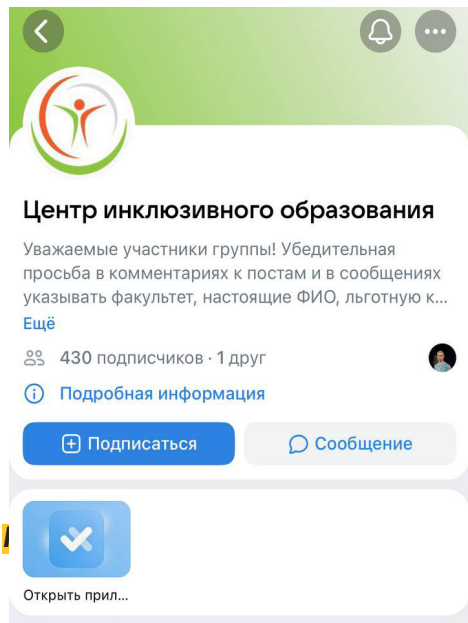 Центр инклюзивного образования
Уважаемые участники группы! Убедительная
просьба в комментариях к постам и в сообщениях
указывать факультет, настоящие ФИО, льготную к...
Ещё
430 подписчиков · 1 друг
Подробная информация
Подписаться
Сообщение
Открыть прил...